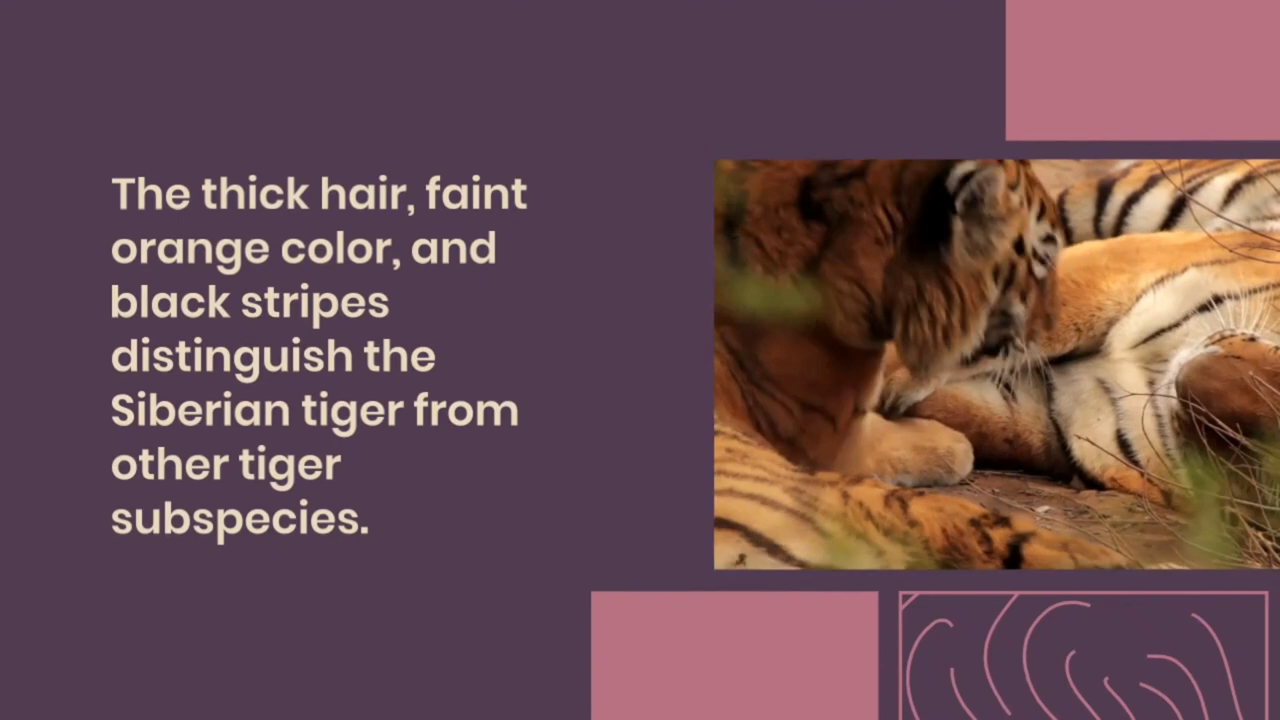 The thick hair, faint
orange color, and
black stripes
distinguish the
Siberian tiger from
other tiger
subspecies.